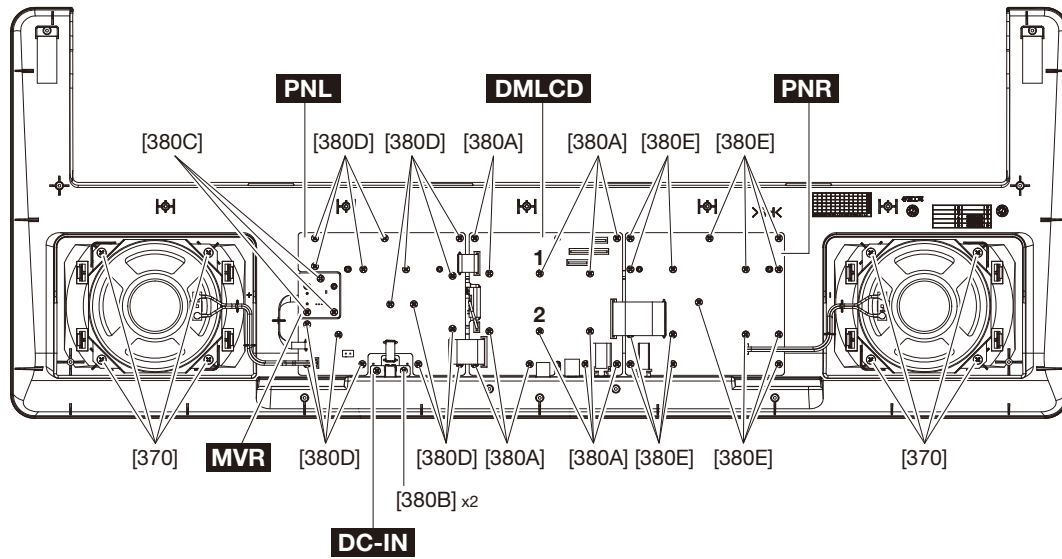 PNL DMLCD PNR
[380C] [380D] [380D] [380A] [380A] [380E] [380E]
1
2
[370] MVR [380D] [380D] [380A] [380A] [380E] [380E] [370]
[380B] x2
DC-IN